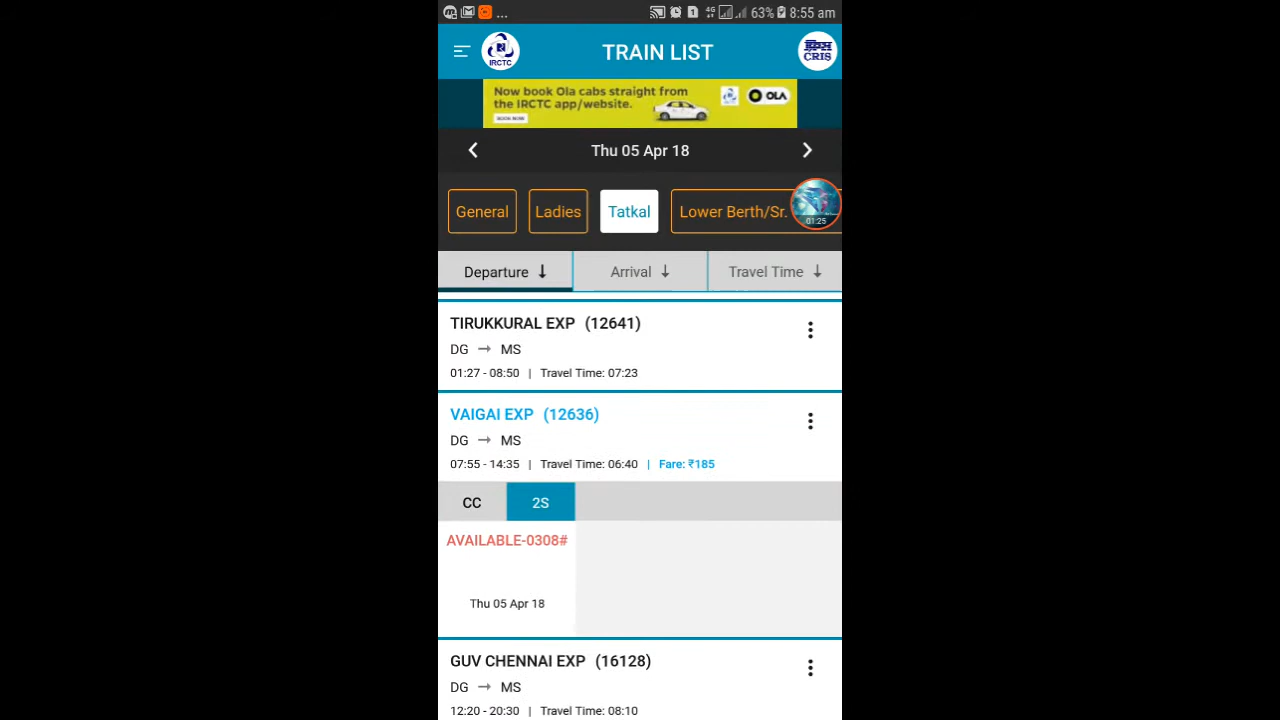 ... 63% 8:55 am
IRCTC TRAIN LIST क्रिस CRIS
Now book Ola cabs straight from
the IRCTC app/website. OLA
BOOK NOW
Thu 05 Apr 18
General Ladies Tatkal Lower Berth/Sr.
01:25
Departure ↓ Arrival ↓ Travel Time ↓
TIRUKKURAL EXP (12641)
DG → MS
01:27 - 08:50 | Travel Time: 07:23
VAIGAI EXP (12636)
DG → MS
07:55 - 14:35 | Travel Time: 06:40 | Fare: ₹185
CC 2S
AVAILABLE-0308#
Thu 05 Apr 18
GUV CHENNAI EXP (16128)
DG → MS
12:20 - 20:30 | Travel Time: 08:10